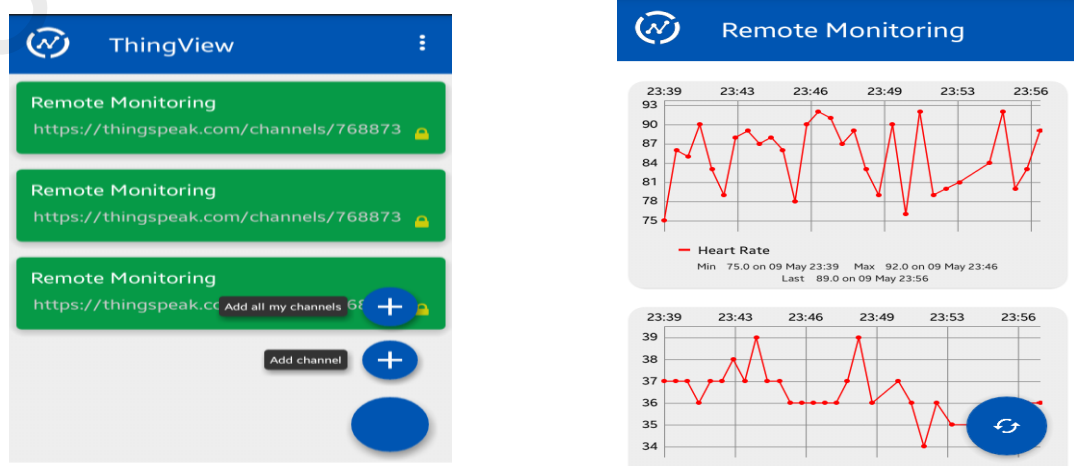 ThingView
Remote Monitoring
https://thingspeak.com/channels/768873
Remote Monitoring
https://thingspeak.com/channels/768873
Remote Monitoring
https://thingspeak.cc
Add all my channels
Add channel
Remote Monitoring
23:39 23:43 23:46 23:49 23:53 23:56
93
90
87
84
81
78
75
Heart Rate
Min 75.0 on 09 May 23:39 Max 92.0 on 09 May 23:46
Last 89.0 on 09 May 23:56
23:39 23:43 23:46 23:49 23:53 23:56
39
38
37
36
35
34